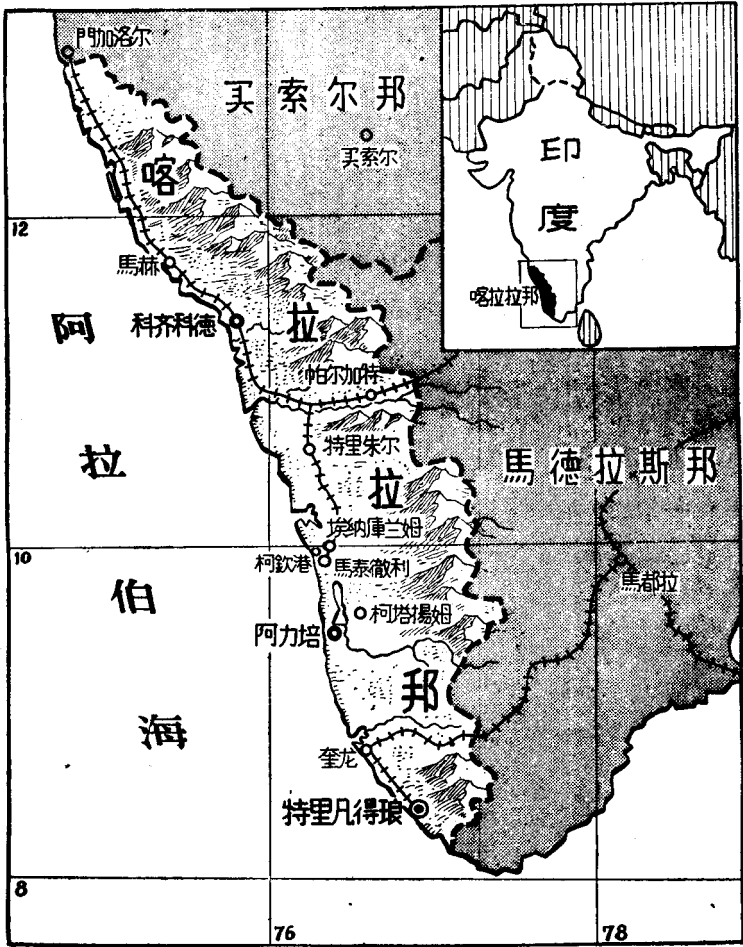 門加洛尔
买索尔邦
买索尔
印度
喀拉拉邦
喀拉拉邦
12
馬赫
科齐科德
帕尔加特
特里朱尔
馬德拉斯邦
阿拉伯海
埃纳庫兰姆
10
柯欽港
馬泰徹利
馬都拉
柯塔揚姆
阿力培
奎龙
特里凡得琅
8
76
78